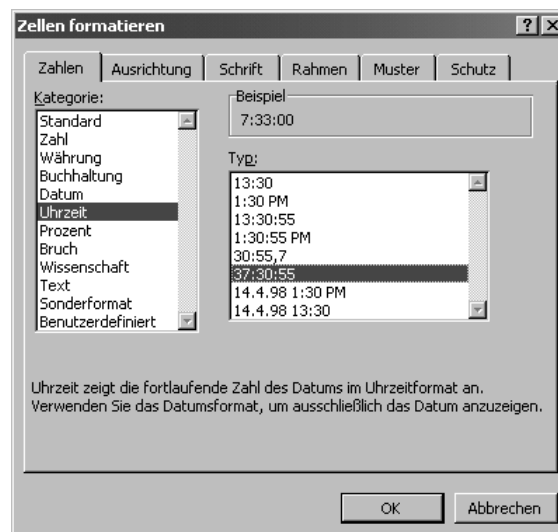 Zellen formatieren
Zahlen Ausrichtung Schrift Rahmen Muster Schutz
Kategorie:
Standard
Zahl
Währung
Buchhaltung
Datum
Uhrzeit
Prozent
Bruch
Wissenschaft
Text
Sonderformat
Benutzerdefiniert
Beispiel
7:33:00
Typ:
13:30
1:30 PM
13:30:55
1:30:55 PM
30:55,7
37:30:55
14.4.98 1:30 PM
14.4.98 13:30
Uhrzeit zeigt die fortlaufende Zahl des Datums im Uhrzeitformat an.
Verwenden Sie das Datumsformat, um ausschließlich das Datum anzuzeigen.
OK Abbrechen